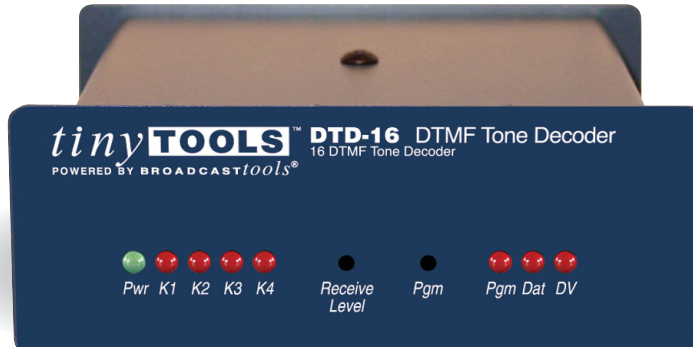 tinyTOOLS™ DTD-16 DTMF Tone Decoder
16 DTMF Tone Decoder
POWERED BY BROADCASTtools®
Pwr K1 K2 K3 K4 Receive Level Pgm Pgm Dat DV